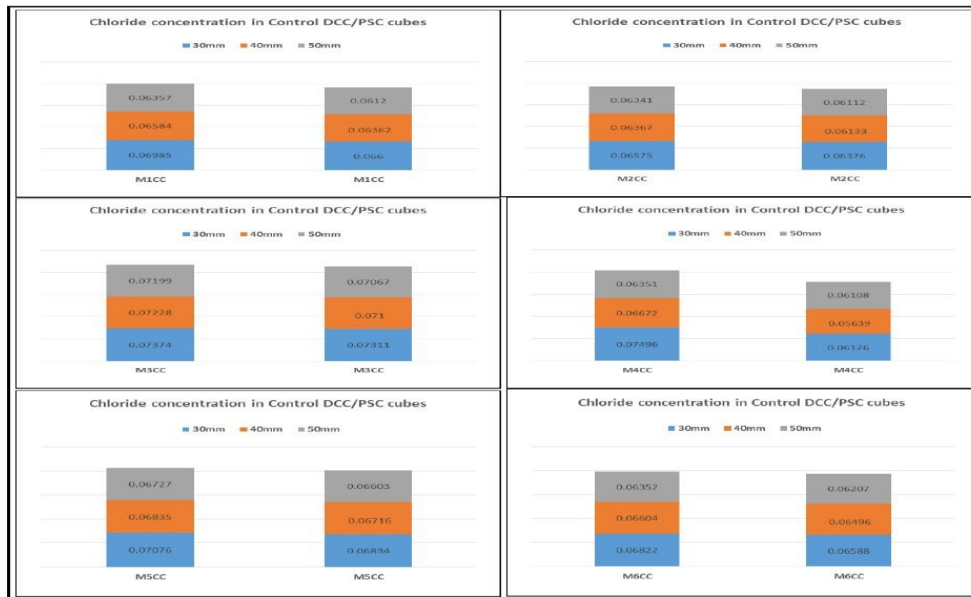 Chloride concentration in Control DCC/PSC cubes
30mm 40mm 50mm
0.06357 0.0612
0.06584 0.06362
0.06985 0.066
M1CC M1CC
Chloride concentration in Control DCC/PSC cubes
30mm 40mm 50mm
0.06341 0.06112
0.06367 0.06133
0.06575 0.06376
M2CC M2CC
Chloride concentration in Control DCC/PSC cubes
30mm 40mm 50mm
0.07199 0.07067
0.07228 0.071
0.07374 0.07311
M3CC M3CC
Chloride concentration in Control DCC/PSC cubes
30mm 40mm 50mm
0.06351 0.06108
0.06672 0.05639
0.07496 0.06126
M4CC M4CC
Chloride concentration in Control DCC/PSC cubes
30mm 40mm 50mm
0.06727 0.06603
0.06835 0.06716
0.07076 0.06834
M5CC M5CC
Chloride concentration in Control DCC/PSC cubes
30mm 40mm 50mm
0.06352 0.06207
0.06604 0.06496
0.06822 0.06588
M6CC M6CC